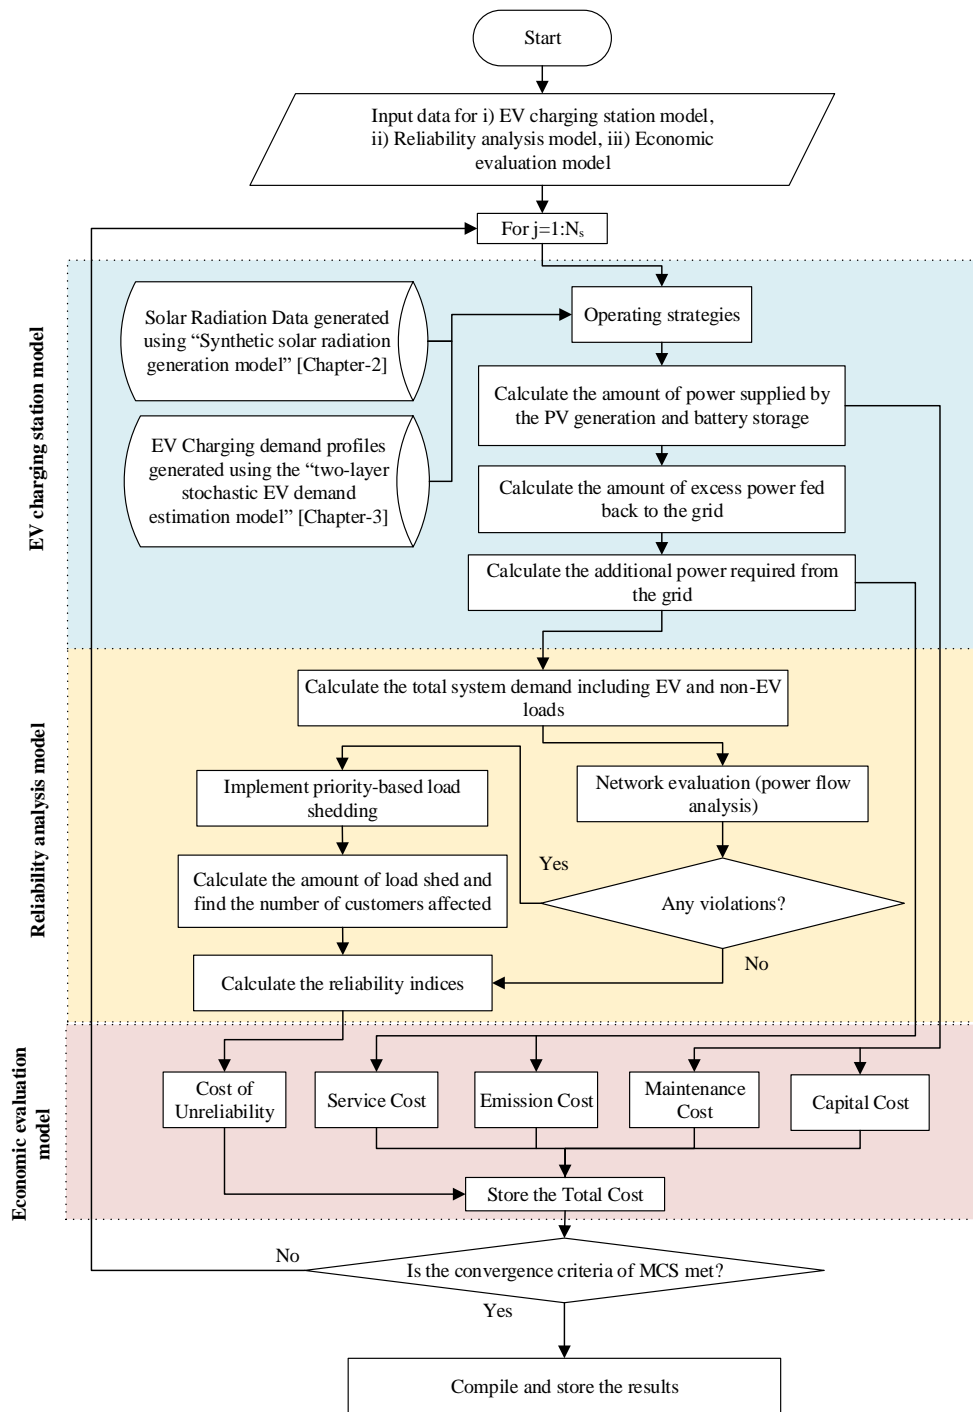 Start
Input data for i) EV charging station model,
ii) Reliability analysis model, iii) Economic
evaluation model
For j=1:Ns
EV charging station model
Solar Radiation Data generated
using “Synthetic solar radiation
generation model” [Chapter-2]
Operating strategies
Calculate the amount of power supplied by
the PV generation and battery storage
EV Charging demand profiles
generated using the “two-layer
stochastic EV demand
estimation model” [Chapter-3]
Calculate the amount of excess power fed
back to the grid
Calculate the additional power required from
the grid
Reliability analysis model
Calculate the total system demand including EV and non-EV
loads
Implement priority-based load
shedding
Network evaluation (power flow
analysis)
Yes
Calculate the amount of load shed and
find the number of customers affected
Any violations?
No
Calculate the reliability indices
Economic evaluation
model
Cost of
Unreliability
Service Cost
Emission Cost
Maintenance
Cost
Capital Cost
Store the Total Cost
No
Is the convergence criteria of MCS met?
Yes
Compile and store the results